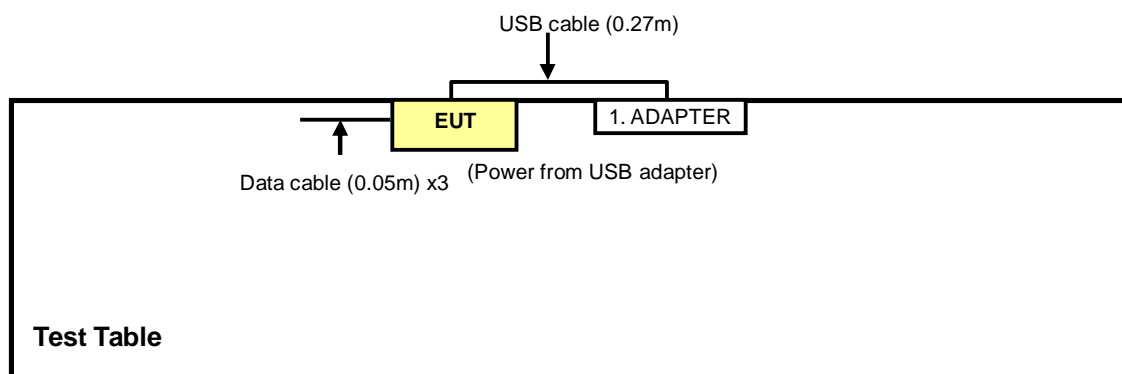 USB cable (0.27m)
EUT
1. ADAPTER
Data cable (0.05m) x3
(Power from USB adapter)
Test Table